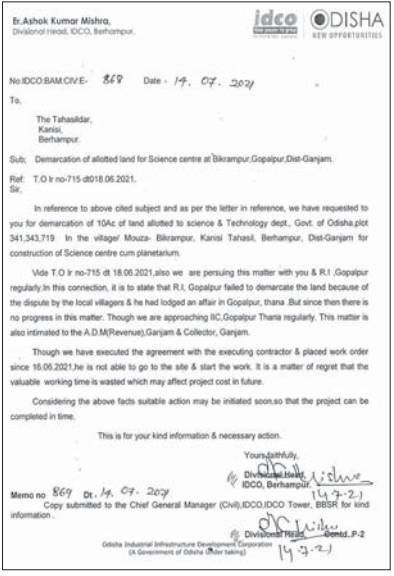 Er.Ashok Kumar Mishra,
Divisional Head, IDCO, Berhampur.
idco
ODISHA
NEW OPPORTUNITIES
No:IDCO:BAM:CIV:E- 868 Date - 14.07.2021
To,
The Tahasildar,
Kanisi,
Berhampur.
Sub; Demarcation of allotted land for Science centre at Bikrampur,Gopalpur,Dist-Ganjam.
Ref: T.O lr no-715 dt018.06.2021.
Sir,
In reference to above cited subject and as per the letter in reference, we have requested to
you for demarcation of 10Ac of land allotted to science & Technology dept., Govt. of Odisha,plot
341,343,719 In the village/ Mouza- Bikrampur, Kanisi Tahasil, Berhampur, Dist-Ganjam for
construction of Science centre cum planetarium.
Vide T.O lr no-715 dt 18.06.2021,also we are persuing this matter with you & R.I ,Gopalpur
regularly.In this connection, it is to state that R.I, Gopalpur failed to demarcate the land because of
the dispute by the local villagers & he had lodged an affair in Gopalpur, thana .But since then there is
no progress in this matter. Though we are approaching IIC,Gopalpur Thana regularly. This matter is
also intimated to the A.D.M(Revenue),Ganjam & Collector, Ganjam.
Though we have executed the agreement with the executing contractor & placed work order
since 16.06.2021,he is not able to go to the site & start the work. It is a matter of regret that the
valuable working time is wasted which may affect project cost in future.
Considering the above facts suitable action may be initiated soon,so that the project can be
completed in time.
This is for your kind information & necessary action.
Yours faithfully,
Divisional Head,
IDCO, Berhampur.
14.7.21
Memo no 869 Dt. 14.07.2021
Copy submitted to the Chief General Manager (Civil),IDCO,IDCO Tower, BBSR for kind
information .
Divisional Head, Contd..P-2
14.7.21
Odisha Industrial Infrastructure Development Corporation
(A Government of Odisha Under taking)